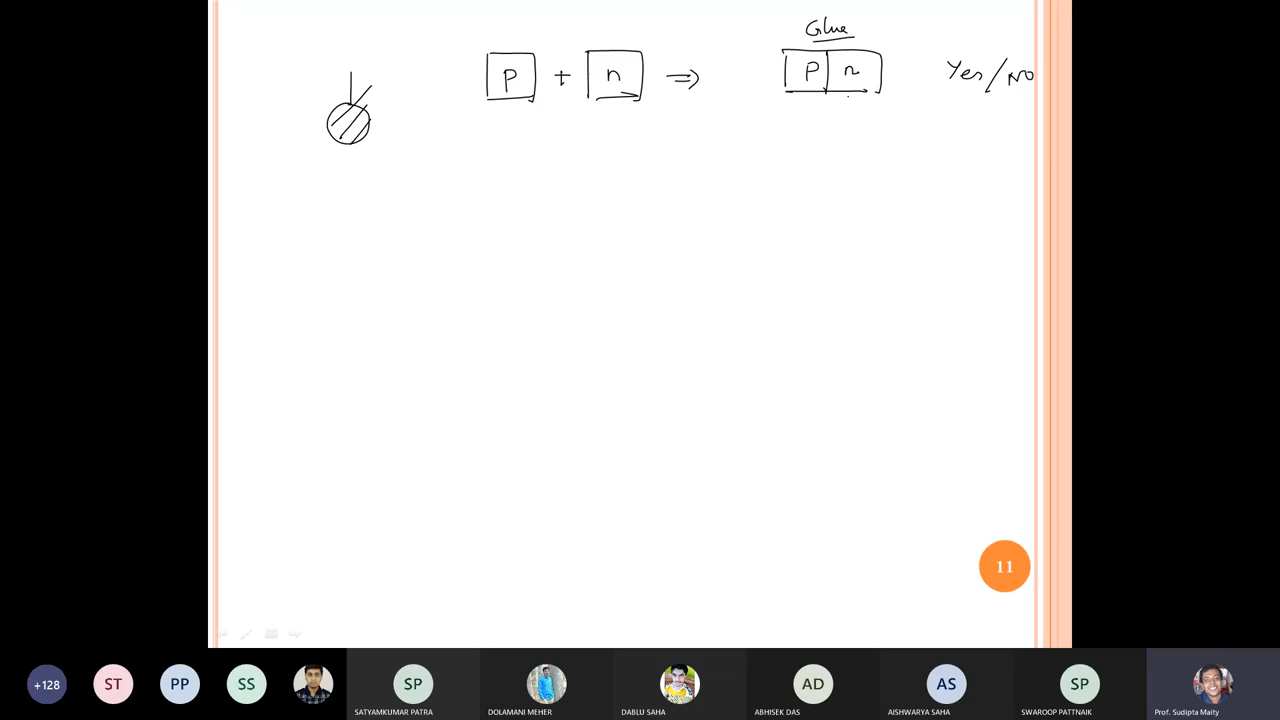 Glue
p + n ⇒ p n Yes/No
11
+128 ST PP SS SP AD AS SP
SATYAMKUMAR PATRA DOLAMANI MEHER DABLU SAHA ABHISEK DAS AISHWARYA SAHA SWAROOP PATTNAIK Prof. Sudipta Maity